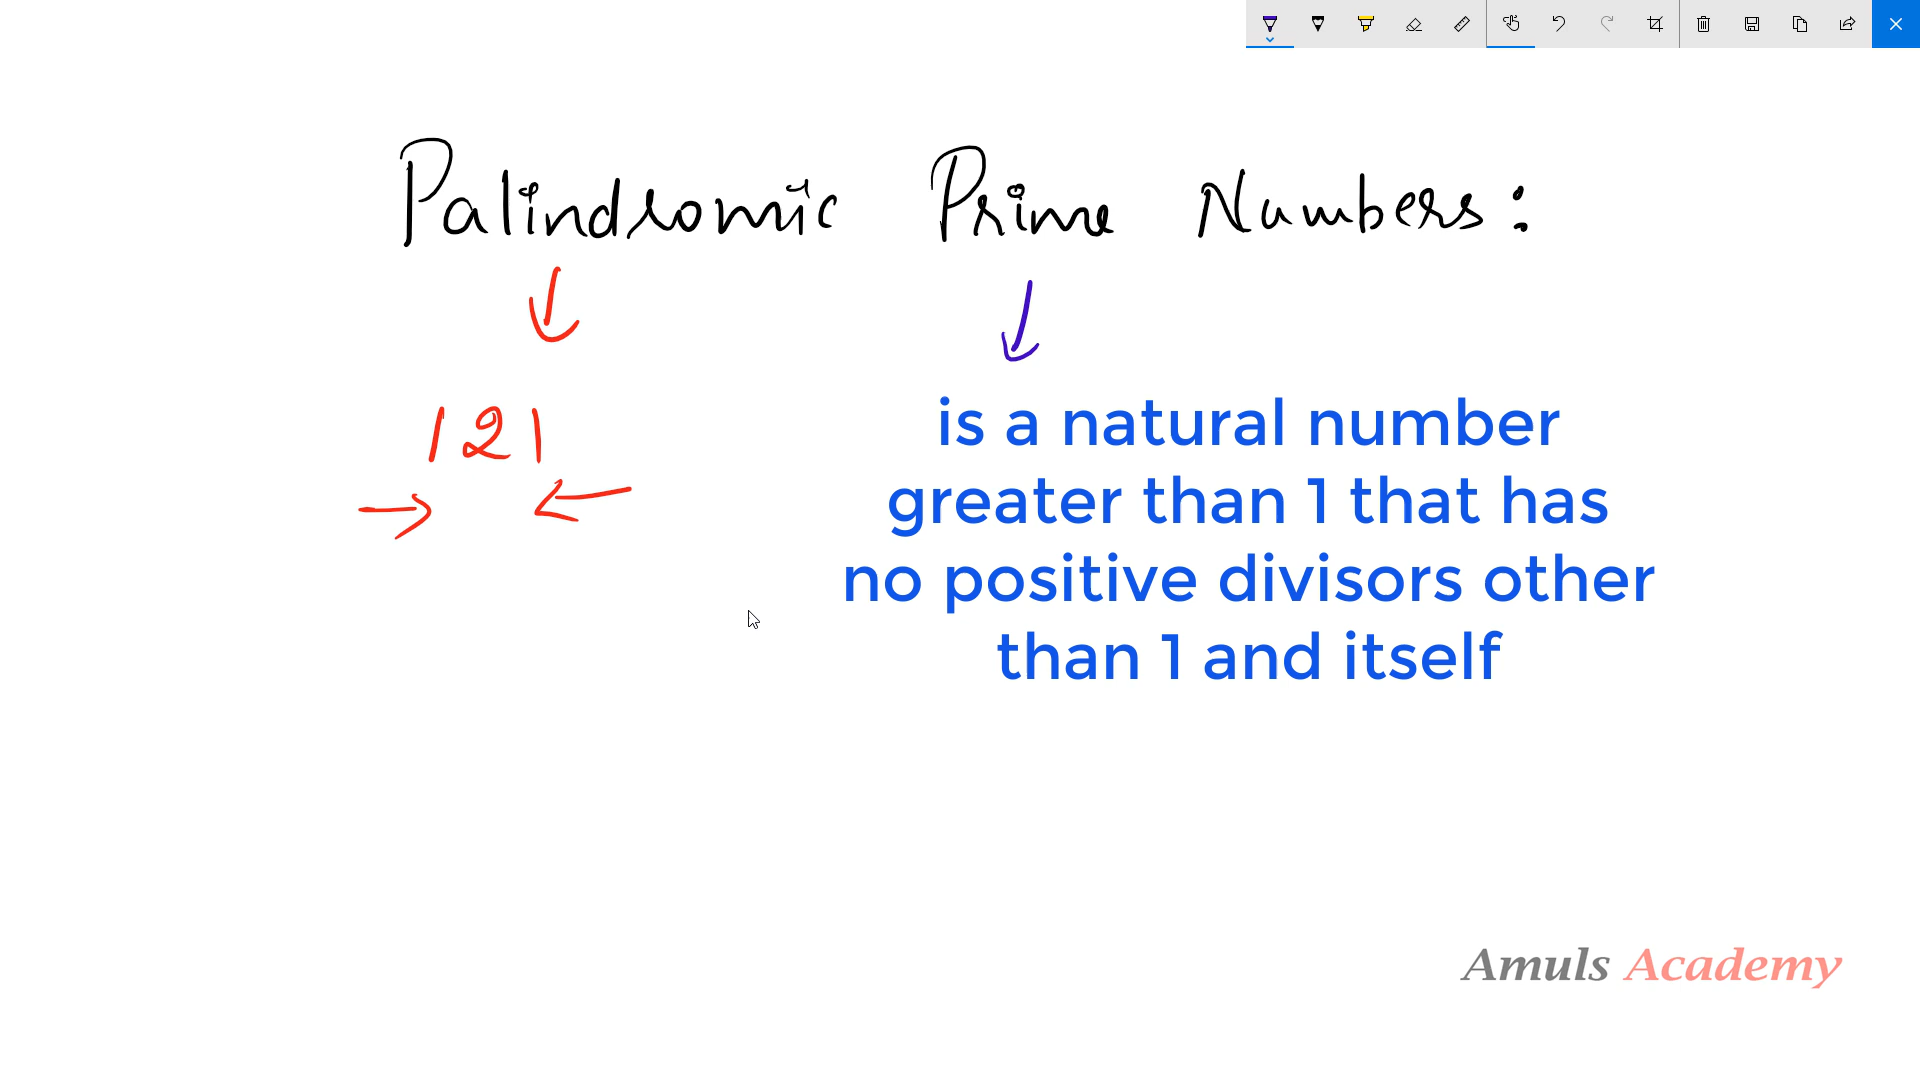 Palindromic Prime Numbers:
121
is a natural number
greater than 1 that has
no positive divisors other
than 1 and itself
Amuls Academy